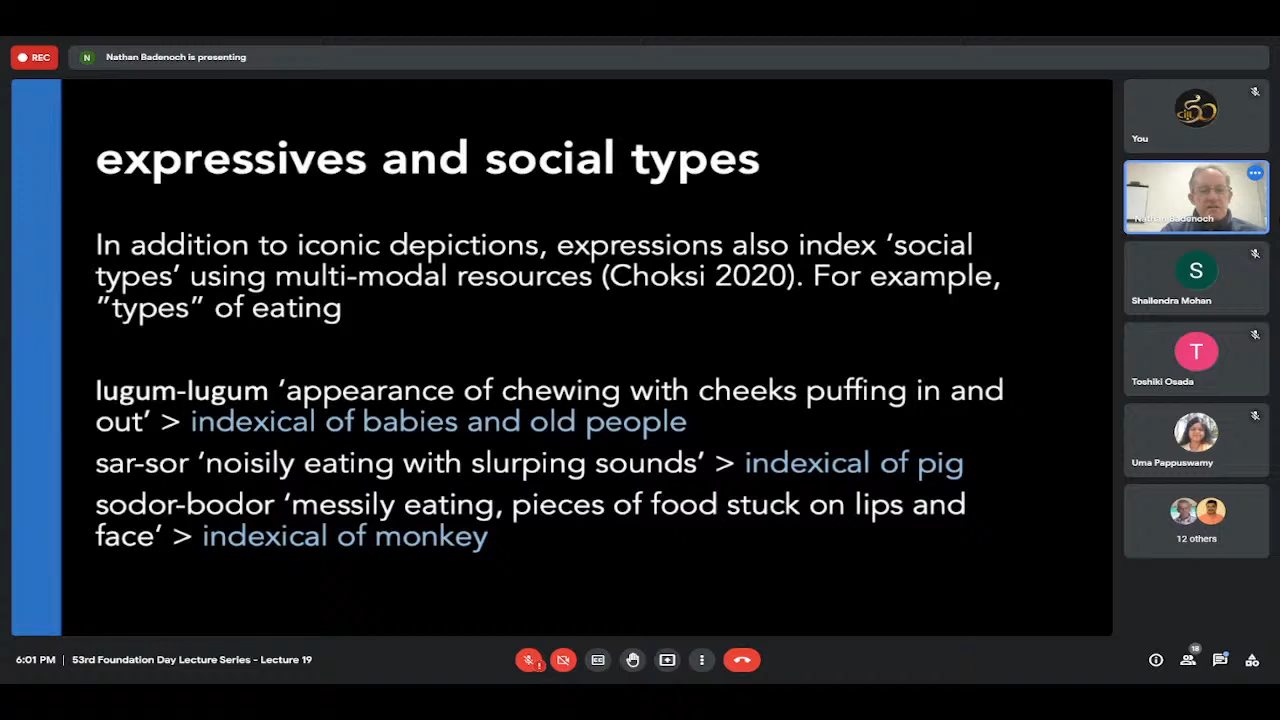 REC
N
Nathan Badenoch is presenting
expressives and social types
In addition to iconic depictions, expressions also index ‘social
types’ using multi-modal resources (Choksi 2020). For example,
”types” of eating
lugum-lugum ‘appearance of chewing with cheeks puffing in and
out’ > indexical of babies and old people
sar-sor ‘noisily eating with slurping sounds’ > indexical of pig
sodor-bodor ‘messily eating, pieces of food stuck on lips and
face’ > indexical of monkey
You
Nathan Badenoch
S
Shailendra Mohan
T
Toshiki Osada
Uma Pappuswamy
12 others
6:01 PM | 53rd Foundation Day Lecture Series - Lecture 19
18